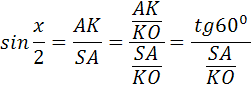 sin x/2 = AK/SA = (AK/KO)/(SA/KO) = tg60⁰/(SA/KO)